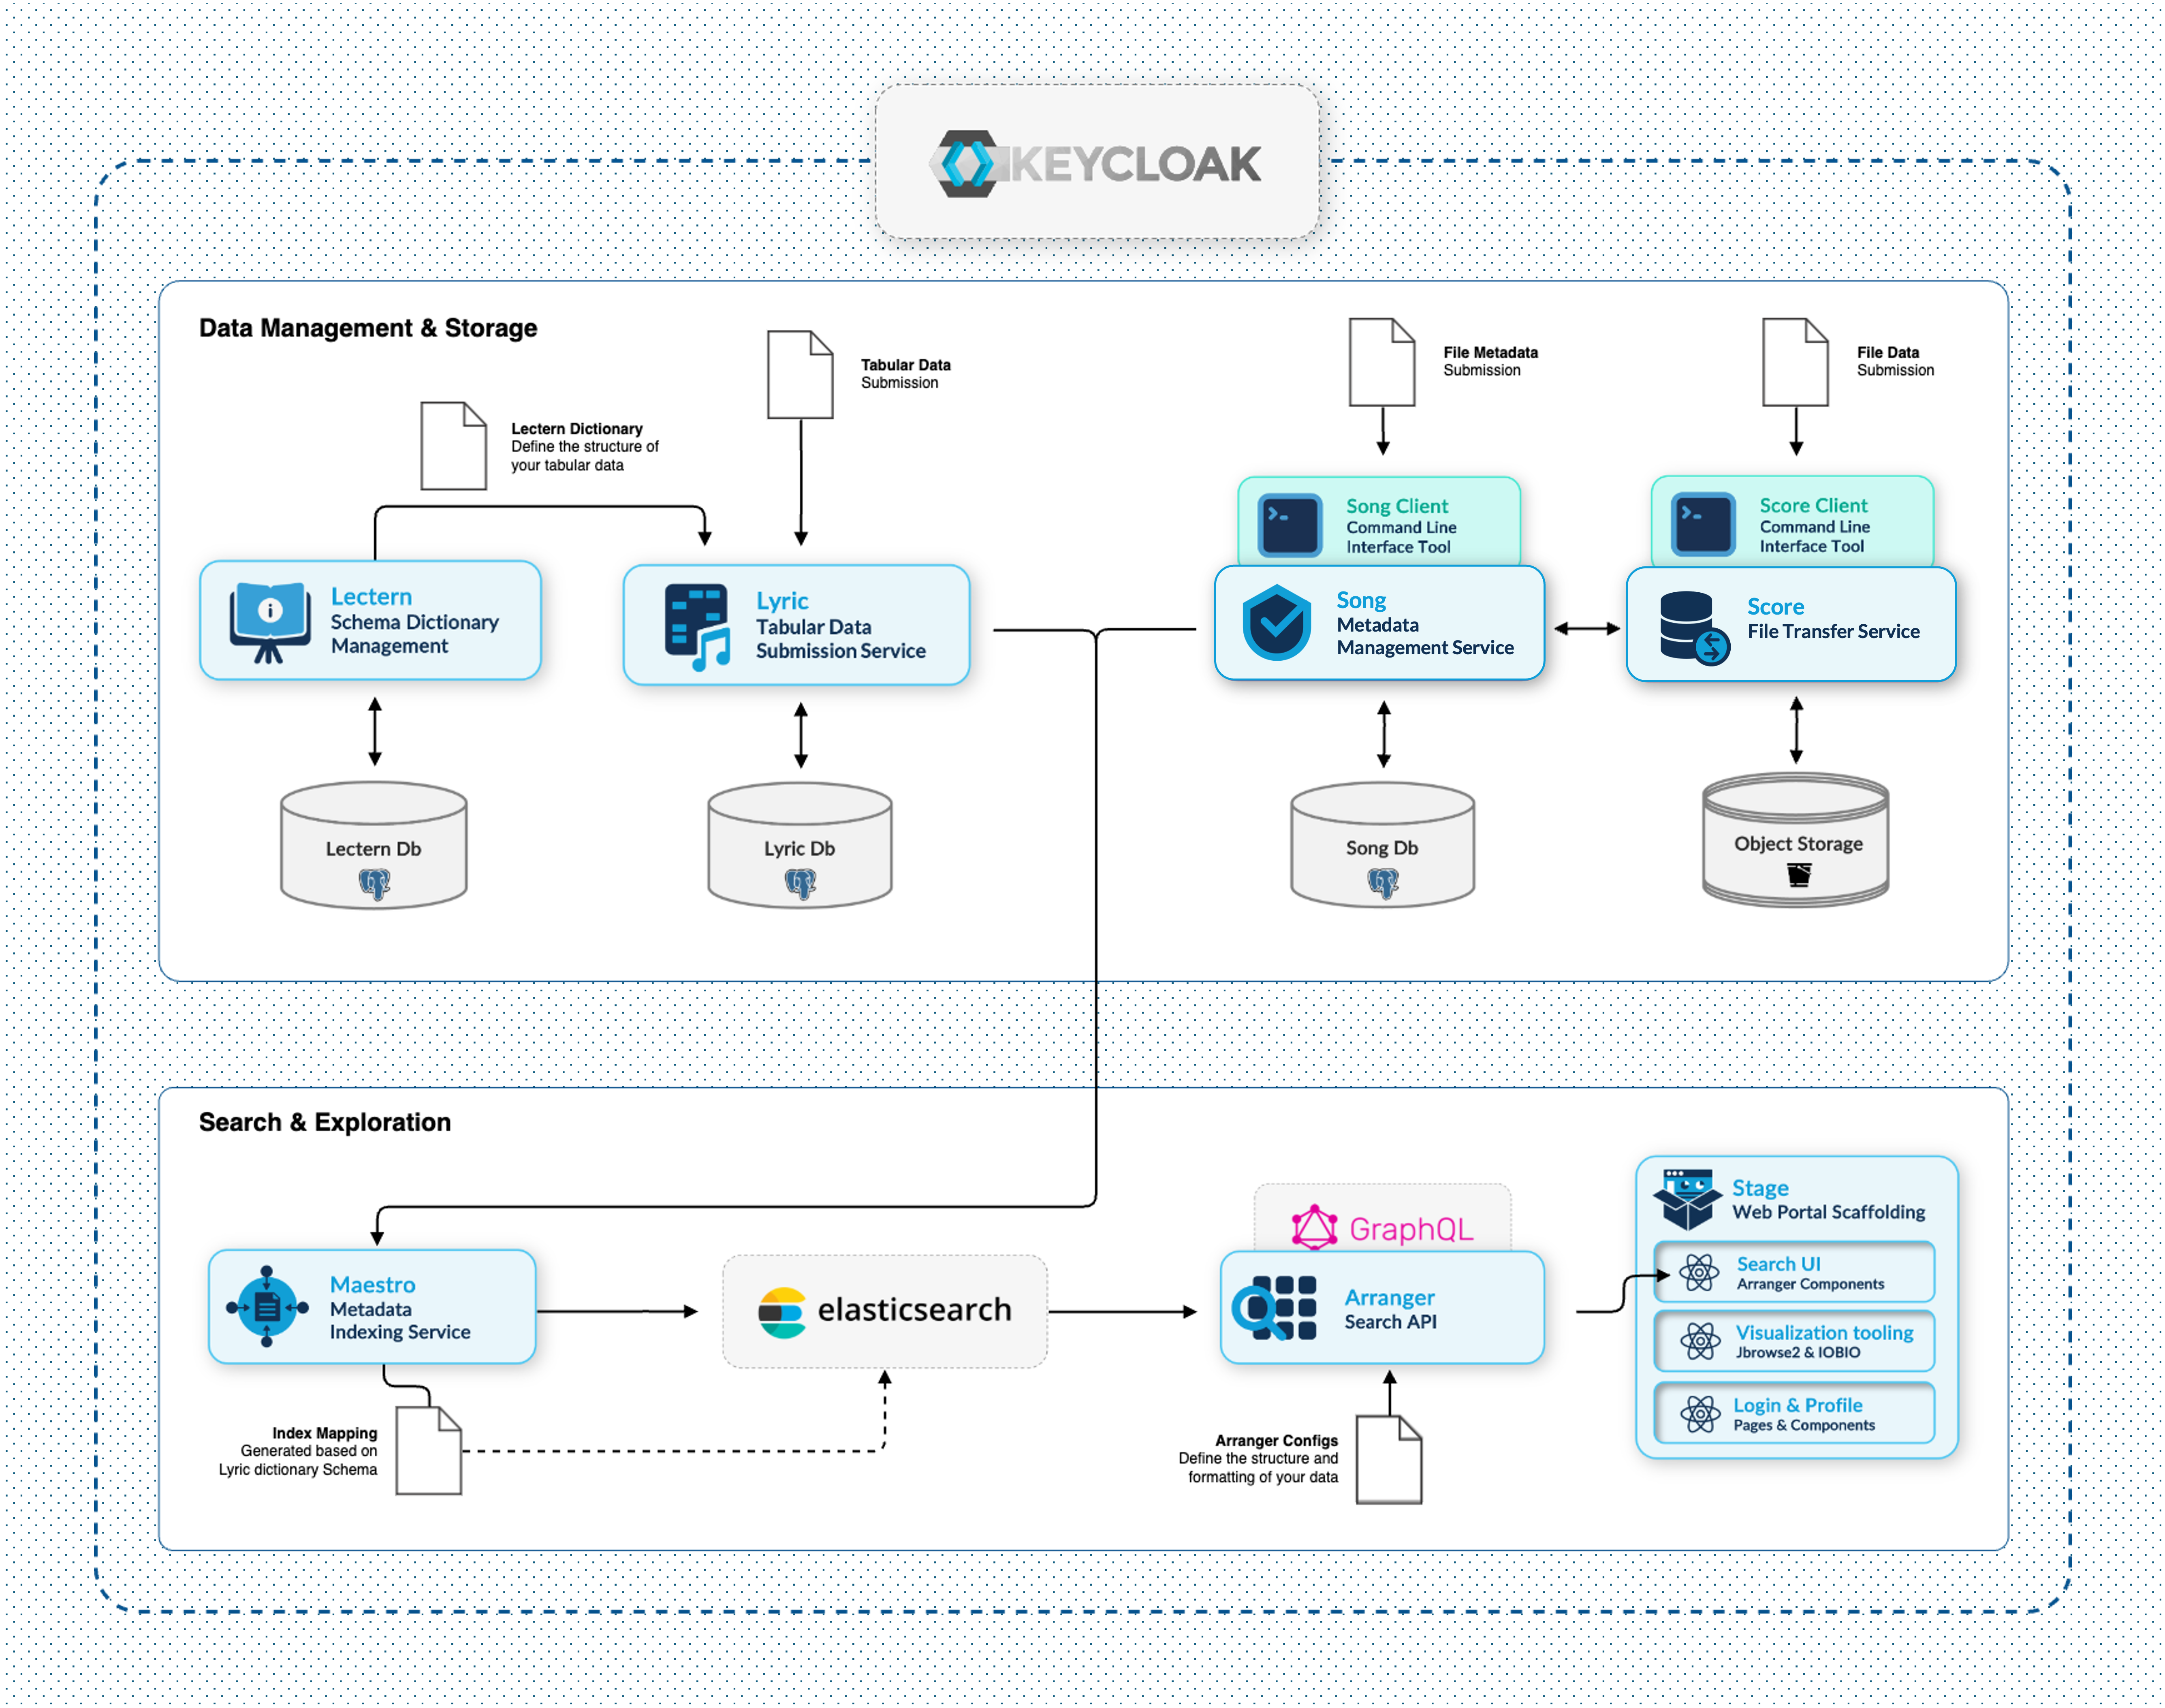 KEYCLOAK
Data Management & Storage
Tabular Data
Submission
File Metadata
Submission
File Data
Submission
Lectern Dictionary
Define the structure of
your tabular data
Song Client
Command Line
Interface Tool
Score Client
Command Line
Interface Tool
Lectern
Schema Dictionary
Management
Lyric
Tabular Data
Submission Service
Song
Metadata
Management Service
Score
File Transfer Service
Lectern Db
Lyric Db
Song Db
Object Storage
Search & Exploration
Maestro
Metadata
Indexing Service
elasticsearch
GraphQL
Arranger
Search API
Stage
Web Portal Scaffolding
Search UI
Arranger Components
Visualization tooling
Jbrowse2 & IOBIO
Login & Profile
Pages & Components
Index Mapping
Generated based on
Lyric dictionary Schema
Arranger Configs
Define the structure and
formatting of your data